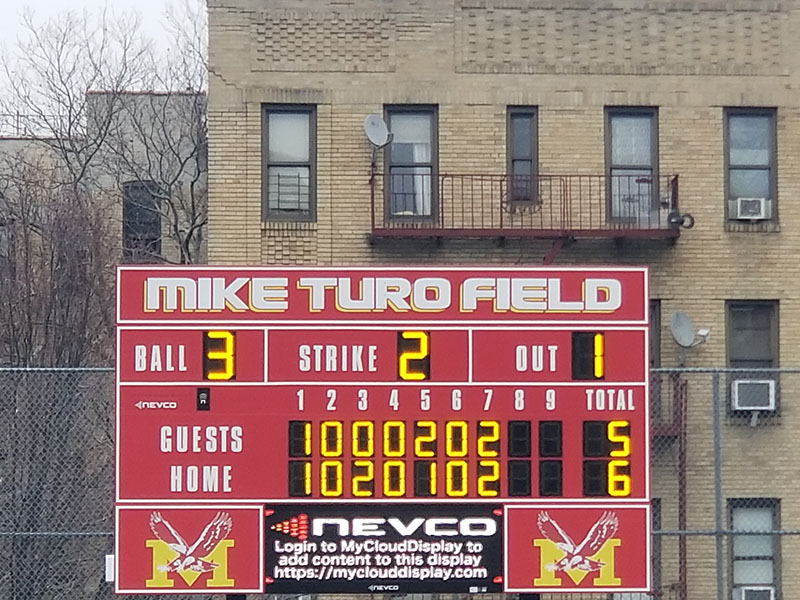 MIKE TURO FIELD
BALL 3 STRIKE 2 OUT 1
NEVCO 1 2 3 4 5 6 7 8 9 TOTAL
GUESTS 1 0 0 0 2 0 2 5
HOME 1 0 2 0 1 0 2 6
M NEVCO M
Login to MyCloudDisplay to
add content to this display
https://myclouddisplay.com
NEVCO